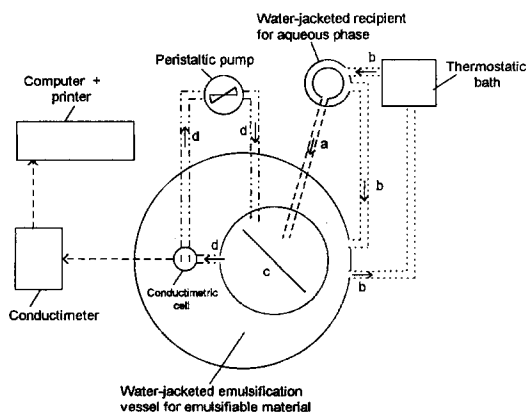 Water-jacketed recipient
for aqueous phase
Peristaltic pump
b
Thermostatic
bath
Computer +
printer
d
d
a
b
d
c
b
Conductimetric
cell
Conductimeter
Water-jacketed emulsification
vessel for emulsifiable material